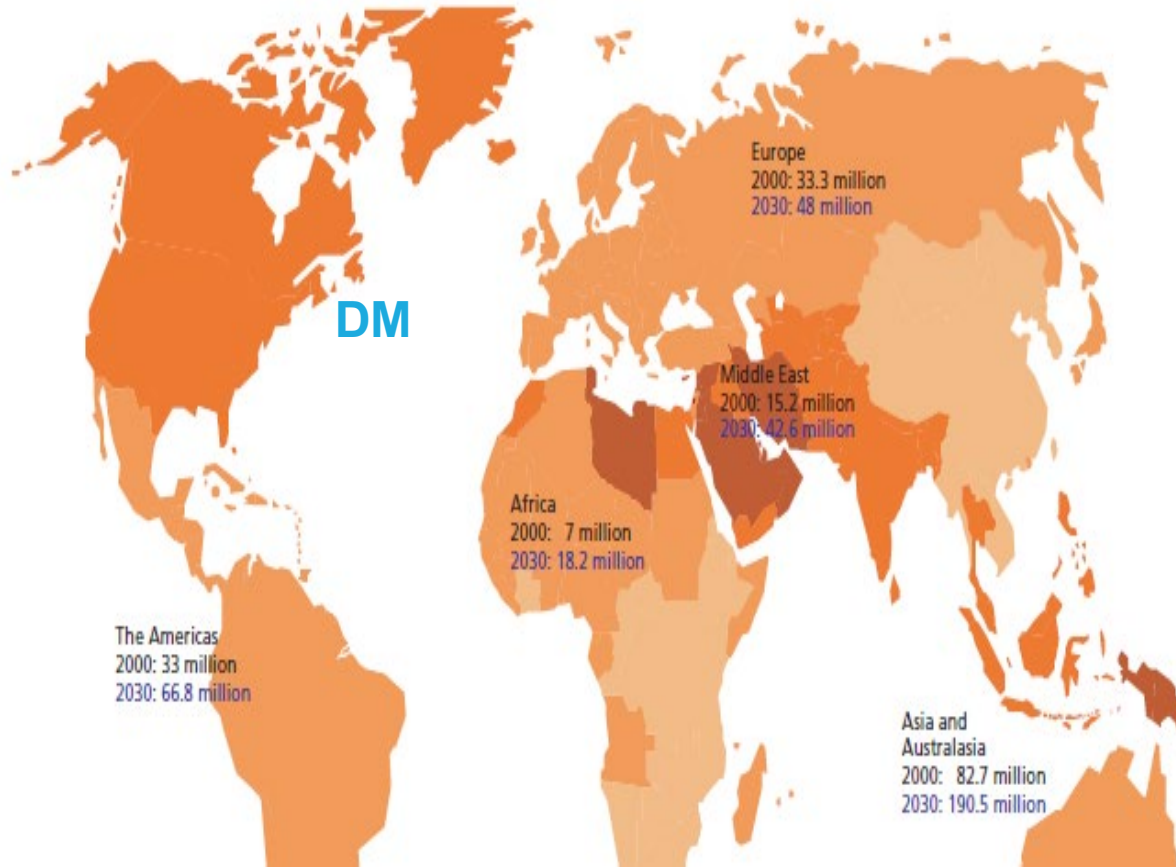 Europe
2000: 33.3 million
2030: 48 million
DM
Middle East
2000: 15.2 million
2030: 42.6 million
Africa
2000: 7 million
2030: 18.2 million
The Americas
2000: 33 million
2030: 66.8 million
Asia and
Australasia
2000: 82.7 million
2030: 190.5 million